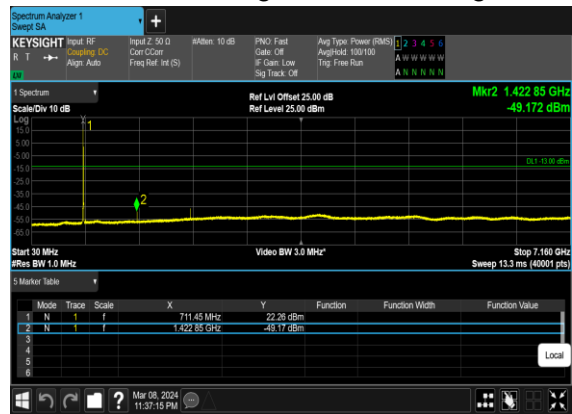 Spectrum Analyzer 1
Swept SA
+
KEYSIGHT Input: RF Input Z: 50 Ω #Atten: 10 dB PNO: Fast Avg Type: Power (RMS) 1 2 3 4 5 6
R T Coupling: DC Corr CCorr Gate: Off Avg|Hold: 100/100 A W W W W W
Align: Auto Freq Ref: Int (S) IF Gain: Low Trig: Free Run
LXI Sig Track: Off A N N N N N
1 Spectrum Ref Lvl Offset 25.00 dB Mkr2 1.422 85 GHz
Scale/Div 10 dB Ref Level 25.00 dBm -49.172 dBm
Log
15.0
1
5.00
-5.00
DL1 -13.00 dBm
-15.0
-25.0
-35.0
2
-45.0
-55.0
-65.0
Start 30 MHz Video BW 3.0 MHz* Stop 7.160 GHz
#Res BW 1.0 MHz Sweep 13.3 ms (40001 pts)
5 Marker Table
Mode Trace Scale X Y Function Function Width Function Value
1 N 1 f 711.45 MHz 22.26 dBm
2 N 1 f 1.422 85 GHz -49.17 dBm
3
4
5
6
Local
? Mar 08, 2024
11:37:15 PM